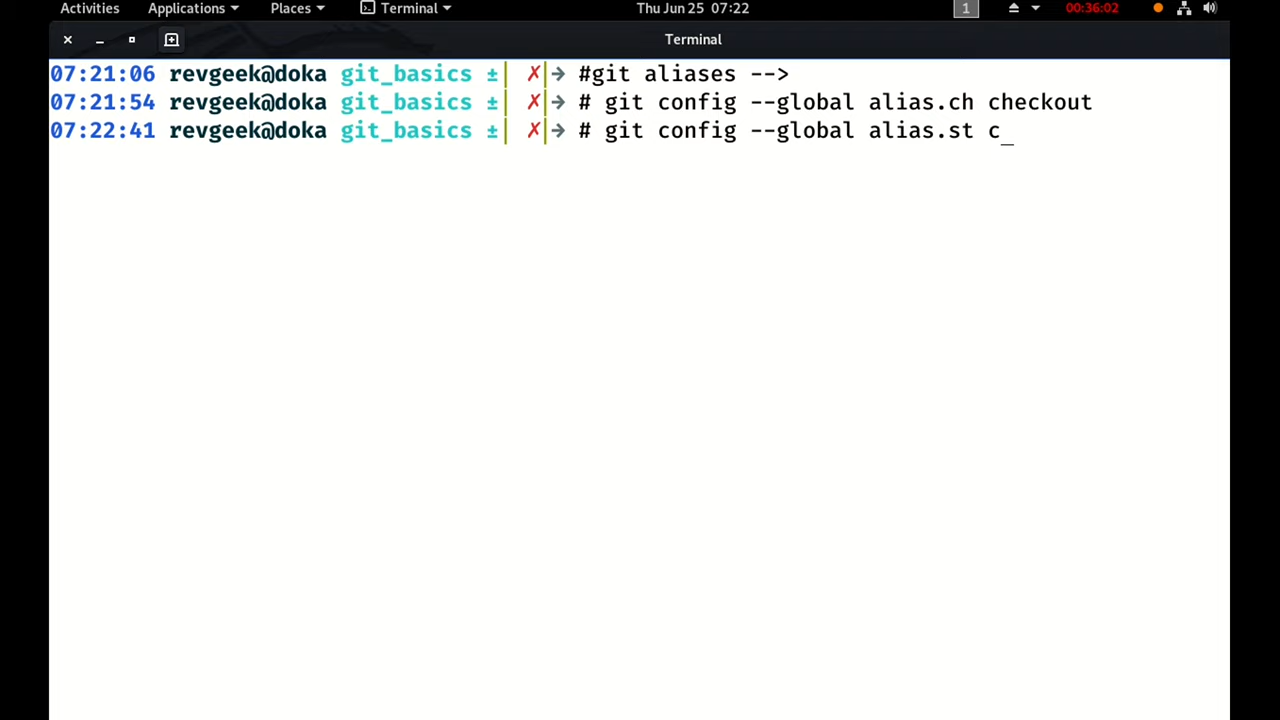 Activities Applications Places Terminal Thu Jun 25 07:22 1 00:36:02
Terminal
07:21:06 revgeek@doka git_basics ±| ✗|→ #git aliases -->
07:21:54 revgeek@doka git_basics ±| ✗|→ # git config --global alias.ch checkout
07:22:41 revgeek@doka git_basics ±| ✗|→ # git config --global alias.st c_